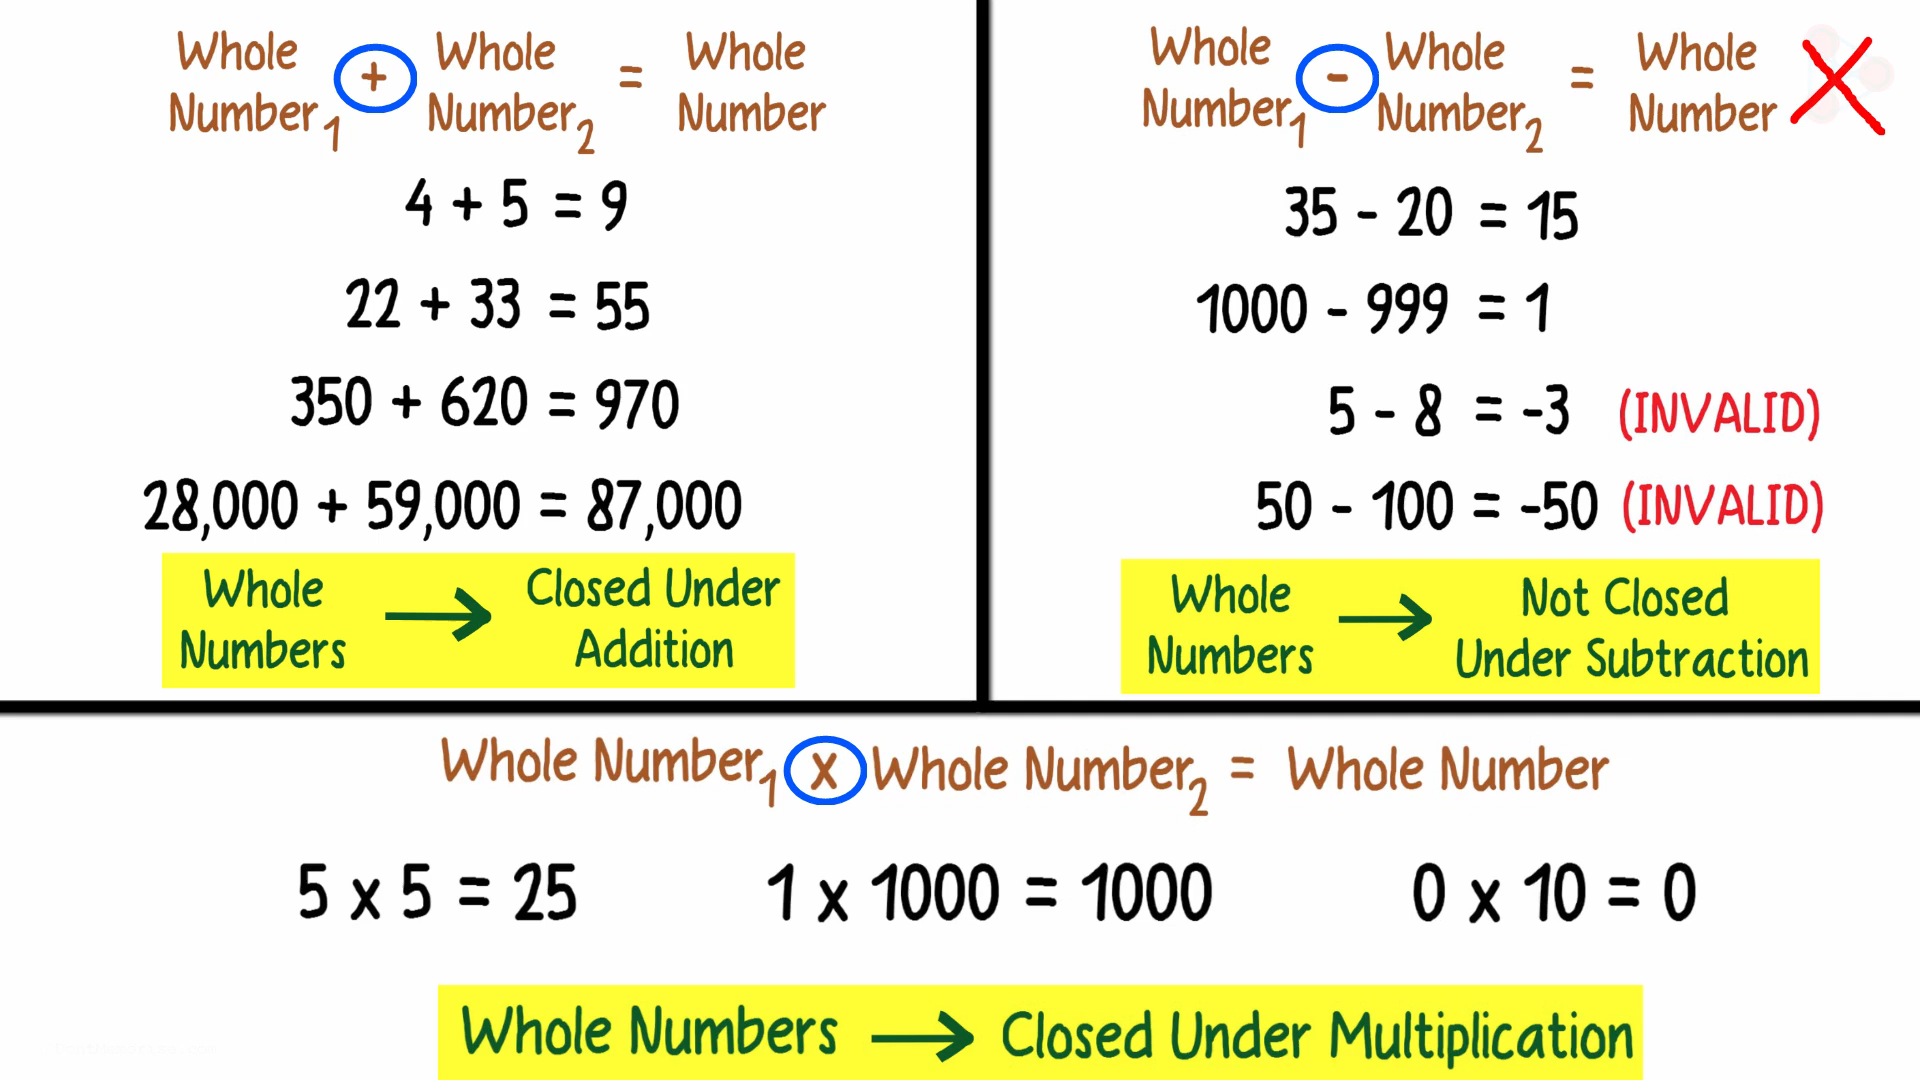 Whole Number₁ + Whole Number₂ = Whole Number
4 + 5 = 9
22 + 33 = 55
350 + 620 = 970
28,000 + 59,000 = 87,000
Whole Numbers → Closed Under Addition
Whole Number₁ - Whole Number₂ = Whole Number
35 - 20 = 15
1000 - 999 = 1
5 - 8 = -3 (INVALID)
50 - 100 = -50 (INVALID)
Whole Numbers → Not Closed Under Subtraction
Whole Number₁ x Whole Number₂ = Whole Number
5 x 5 = 25 1 x 1000 = 1000 0 x 10 = 0
Whole Numbers → Closed Under Multiplication